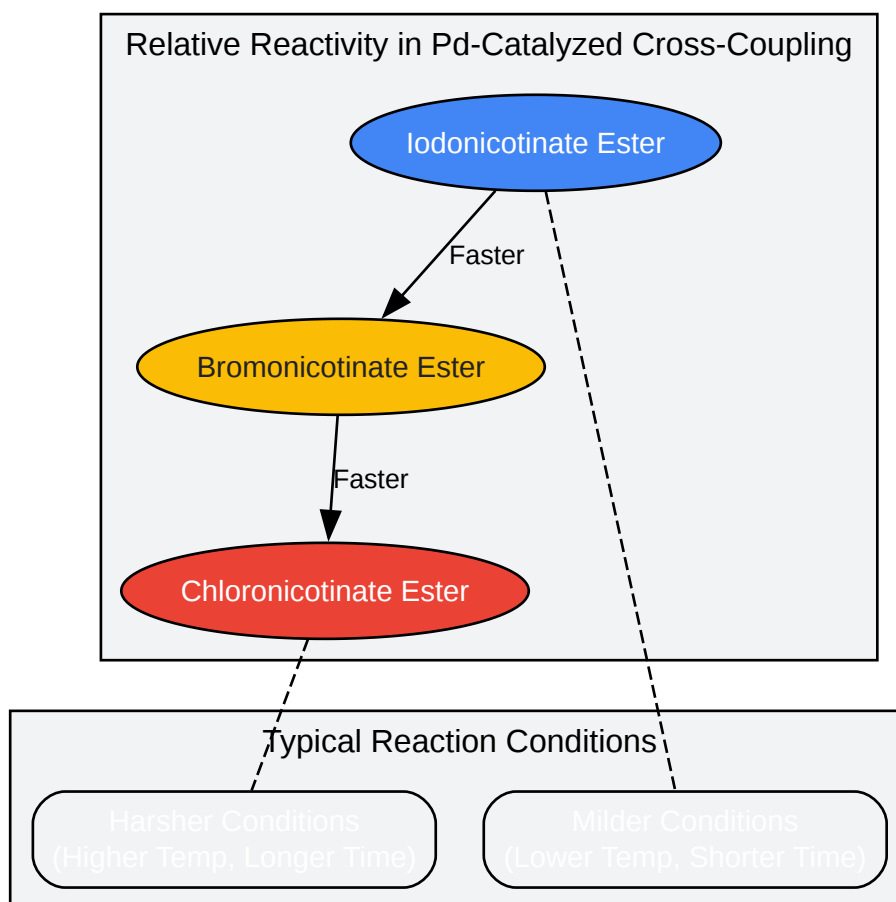 Relative Reactivity in Pd-Catalyzed Cross-Coupling
Iodonicotinate Ester
Faster
Bromonicotinate Ester
Faster
Chloronicotinate Ester
Typical Reaction Conditions
Harsher Conditions
(Higher Temp, Longer Time)
Milder Conditions
(Lower Temp, Shorter Time)